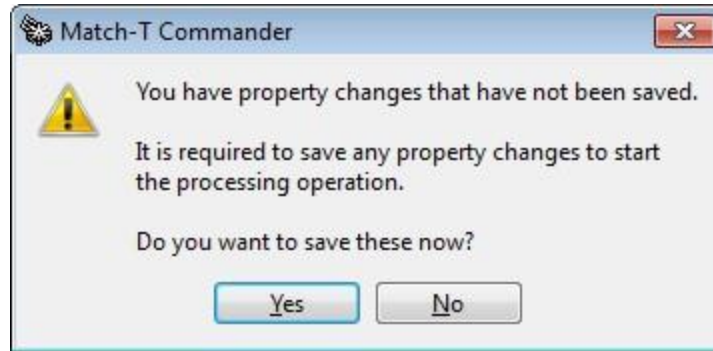 Match-T Commander
You have property changes that have not been saved.
It is required to save any property changes to start
the processing operation.
Do you want to save these now?
Yes
No